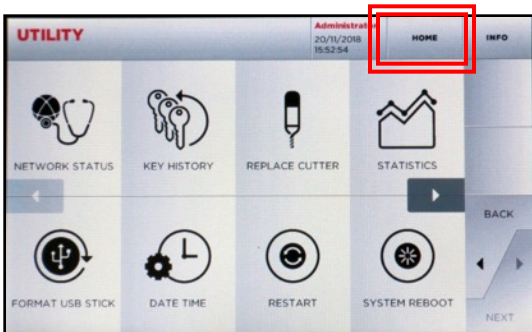 UTILITY
Administrator
20/11/2018
15:52:54
HOME
INFO
NETWORK STATUS
KEY HISTORY
REPLACE CUTTER
STATISTICS
BACK
FORMAT USB STICK
DATE TIME
RESTART
SYSTEM REBOOT
NEXT